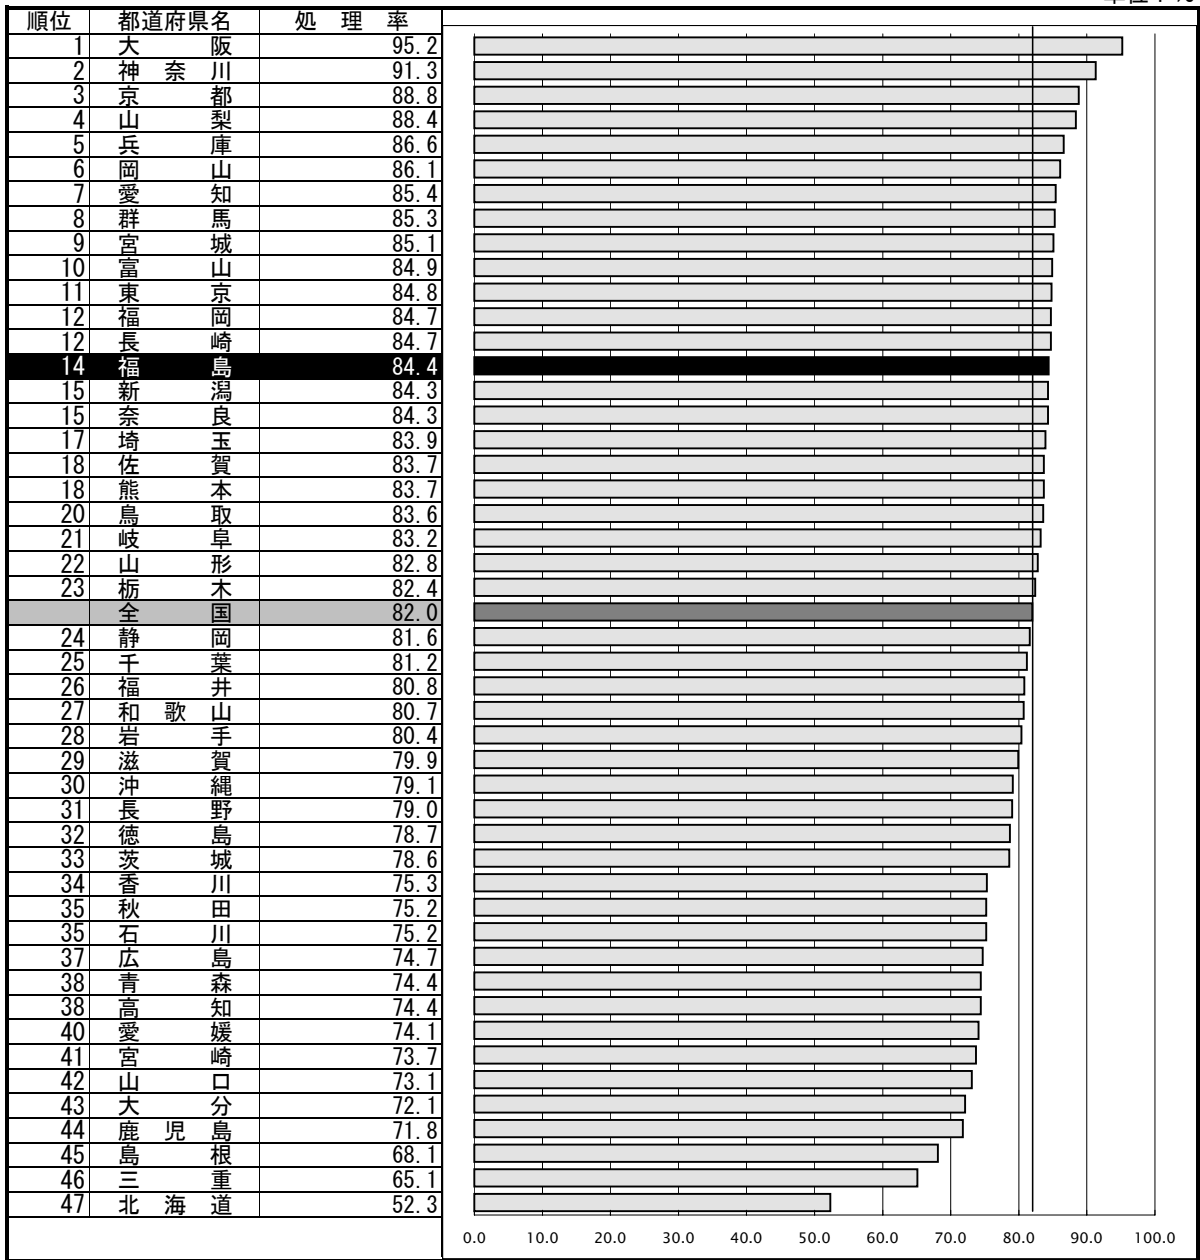 順位 都道府県名 処理率
1 大阪 95.2
2 神奈川 91.3
3 京都 88.8
4 山梨 88.4
5 兵庫 86.6
6 岡山 86.1
7 愛知 85.4
8 群馬 85.3
9 宮城 85.1
10 富山 84.9
11 東京 84.8
12 福岡 84.7
12 長崎 84.7
14 福島 84.4
15 新潟 84.3
15 奈良 84.3
17 埼玉 83.9
18 佐賀 83.7
18 熊本 83.7
20 鳥取 83.6
21 岐阜 83.2
22 山形 82.8
23 栃木 82.4
全国 82.0
24 静岡 81.6
25 千葉 81.2
26 福井 80.8
27 和歌山 80.7
28 岩手 80.4
29 滋賀 79.9
30 沖縄 79.1
31 長野 79.0
32 徳島 78.7
33 茨城 78.6
34 香川 75.3
35 秋田 75.2
35 石川 75.2
37 広島 74.7
38 青森 74.4
38 高知 74.4
40 愛媛 74.1
41 宮崎 73.7
42 山口 73.1
43 大分 72.1
44 鹿児島 71.8
45 島根 68.1
46 三重 65.1
47 北海道 52.3
0.0 10.0 20.0 30.0 40.0 50.0 60.0 70.0 80.0 90.0 100.0